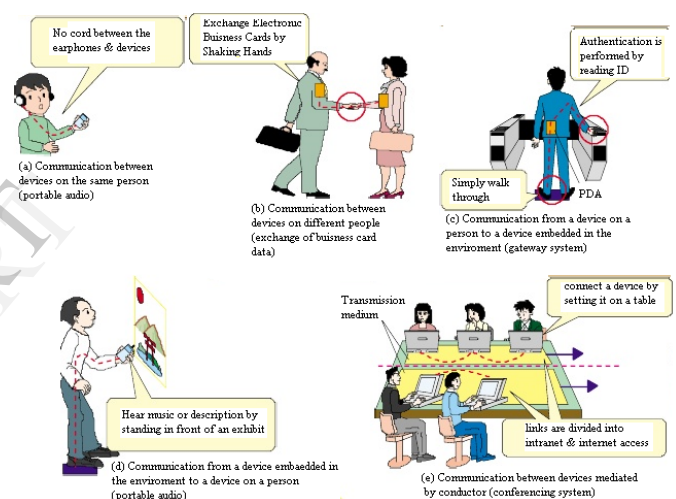 No cord between the
earphones & devices
(a) Communication between
devices on the same person
(portable audio)
Exchange Electronic
Buisness Cards by
Shaking Hands
(b) Communication between
devices on different people
(exchange of buisness card
data)
Authentication is
performed by
reading ID
Simply walk
through
PDA
(c) Communication from a device on a
person to a device embedded in the
enviroment (gateway system)
Hear music or description by
standing in front of an exhibit
(d) Communication from a device embaedded in
the enviroment to a device on a person
(portable audio)
Transmission
medium
connect a device by
setting it on a table
links are divided into
intranet & internet access
(e) Communication between devices mediated
by conductor (conferencing system)